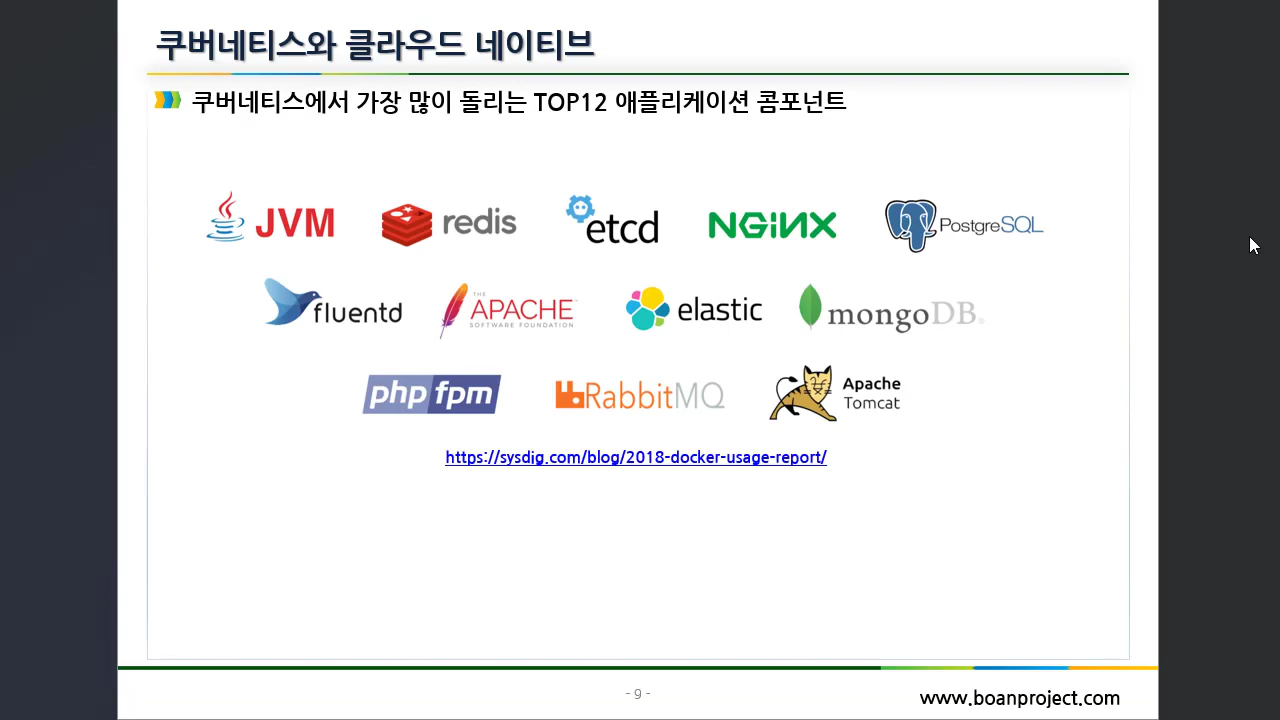 쿠버네티스와 클라우드 네이티브
쿠버네티스에서 가장 많이 돌리는 TOP12 애플리케이션 콤포넌트
JVM redis etcd NGINX PostgreSQL
fluentd THE APACHE SOFTWARE FOUNDATION elastic mongoDB®
php fpm RabbitMQ Apache Tomcat
https://sysdig.com/blog/2018-docker-usage-report/
- 9 -
www.boanproject.com